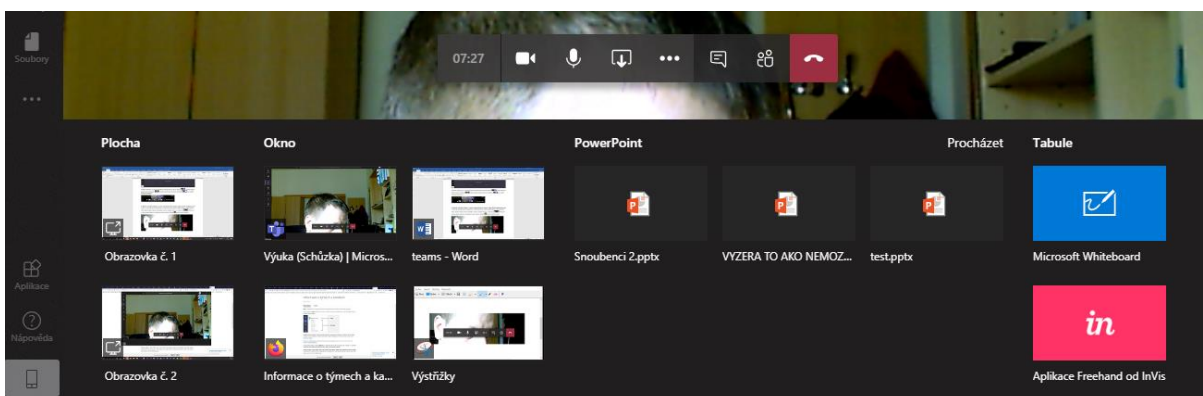 07:27
Soubory
Plocha
Okno
PowerPoint
Procházet
Tabule
Obrazovka č. 1
Výuka (Schůzka) | Micros...
teams - Word
Snoubenci 2.pptx
VYZERA TO AKO NEMOZ...
test.pptx
Microsoft Whiteboard
Aplikace
Nápověda
in
Obrazovka č. 2
Informace o týmech a ka...
Výstřižky
Aplikace Freehand od InVis